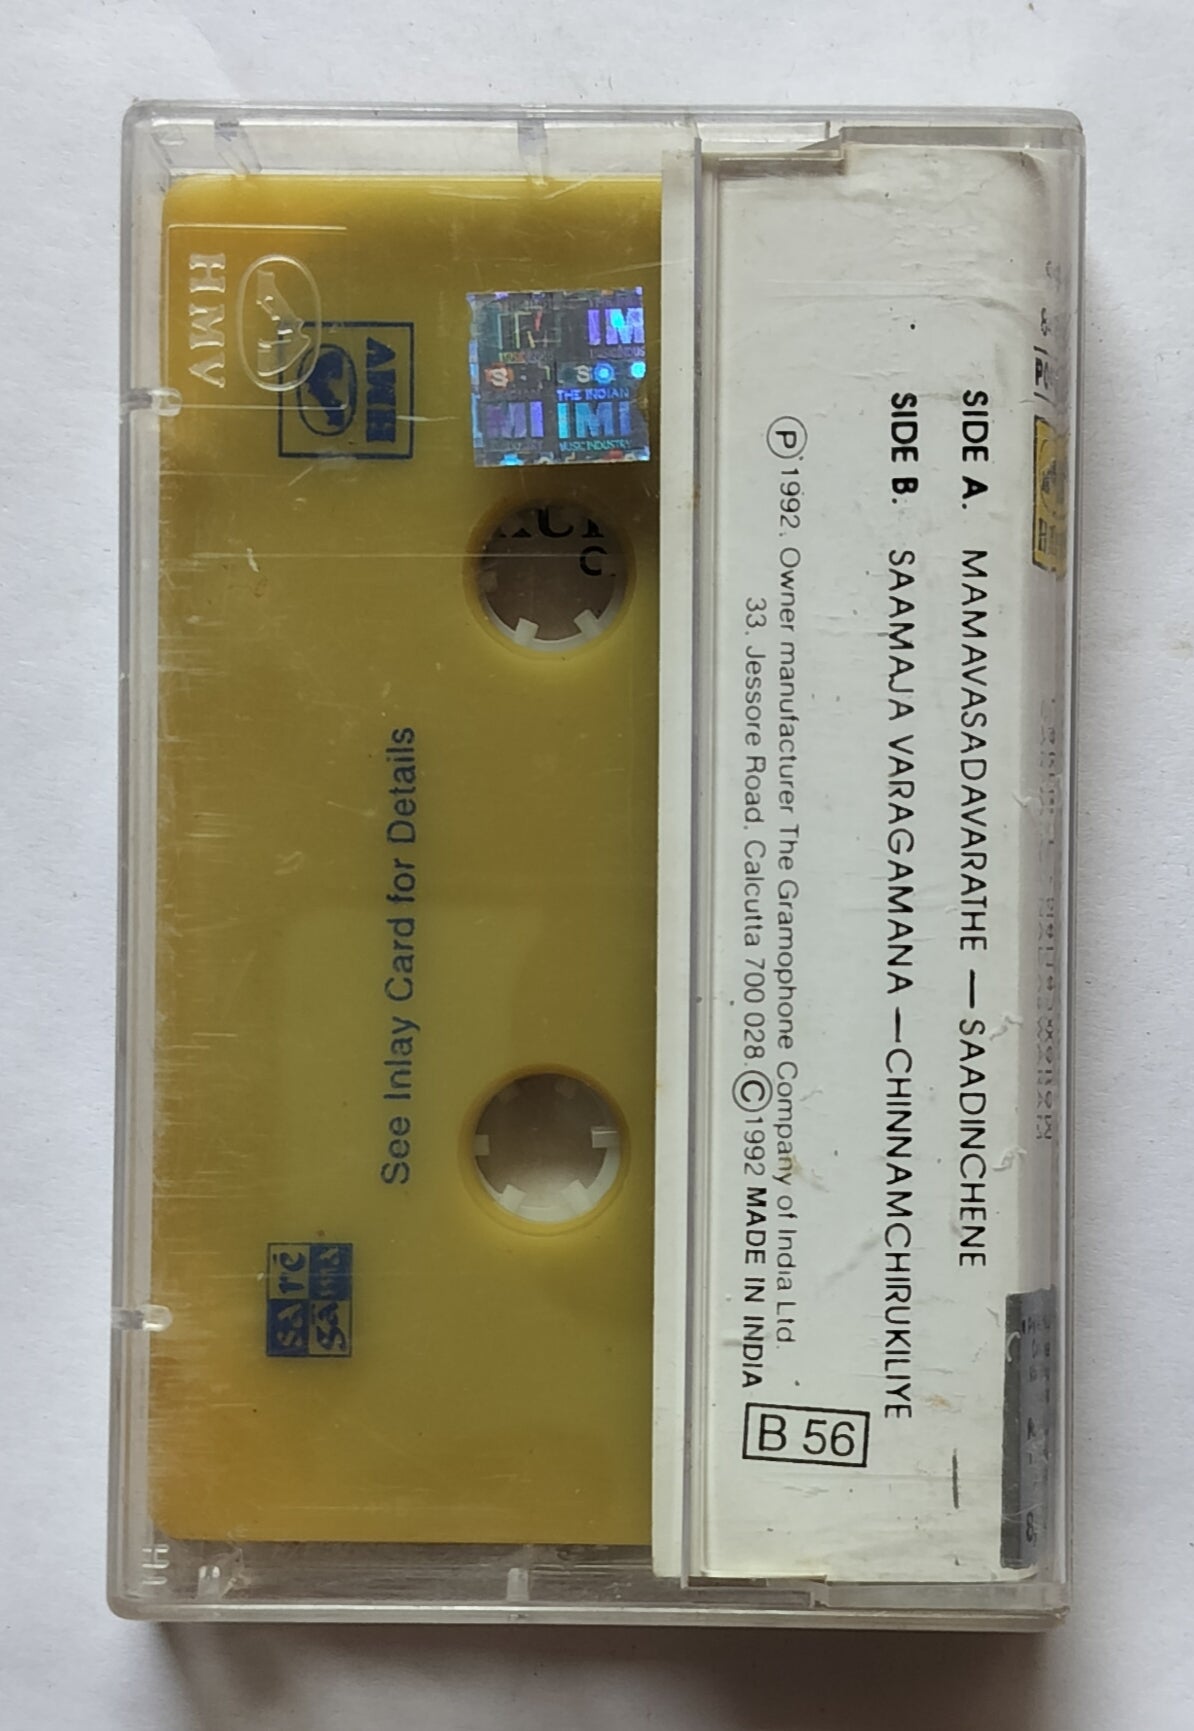 SIDE A. MAMAVASADAVARATHE — SAADINCHENE
SIDE B. SAAMAJA VARAGAMANA — CHINNAMCHIRUKILIYE
Ⓟ 1992. Owner manufacturer The Gramophone Company of India Ltd.
33, Jessore Road, Calcutta 700 028. Ⓒ 1992 MADE IN INDIA
B 56
THE INDIAN
IMI
MUSIC INDUSTRY
See Inlay Card for Details
HMV
HMV